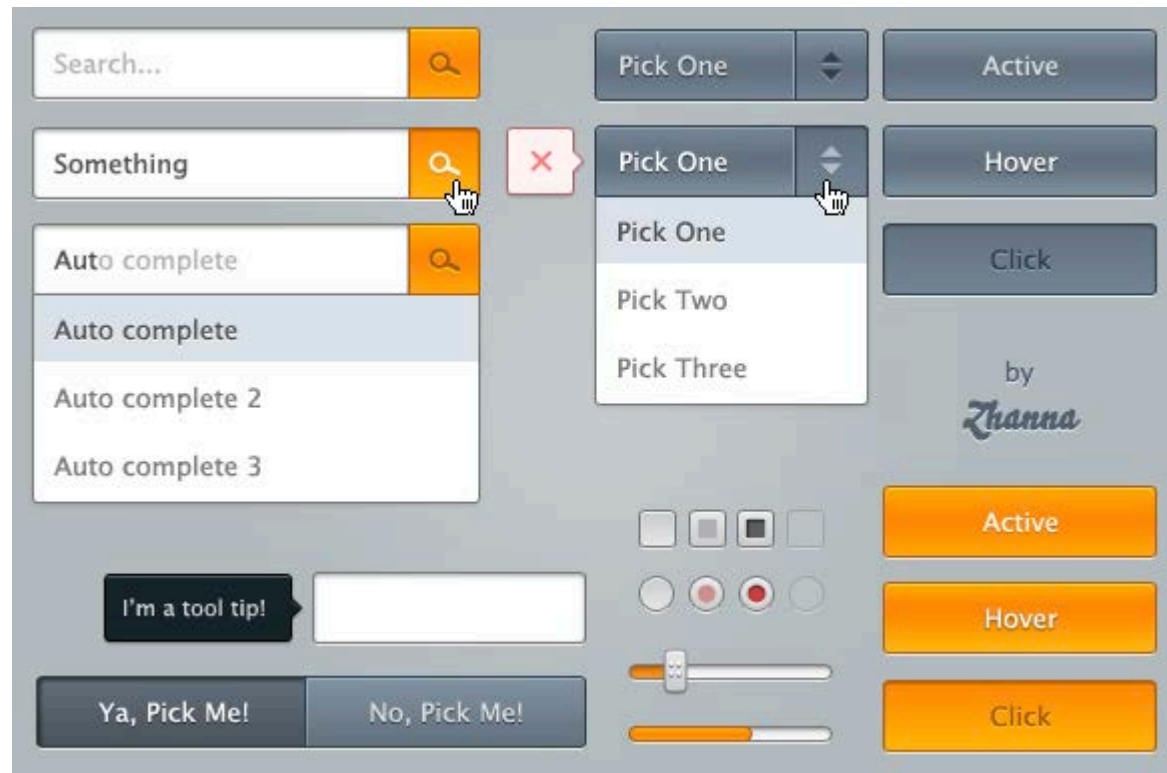 Search...
Pick One
Active
Something
Pick One
Hover
Auto complete
Pick One
Click
Auto complete
Pick Two
Auto complete 2
Pick Three
by
Zhanna
Auto complete 3
Active
I'm a tool tip!
Hover
Ya, Pick Me!
No, Pick Me!
Click